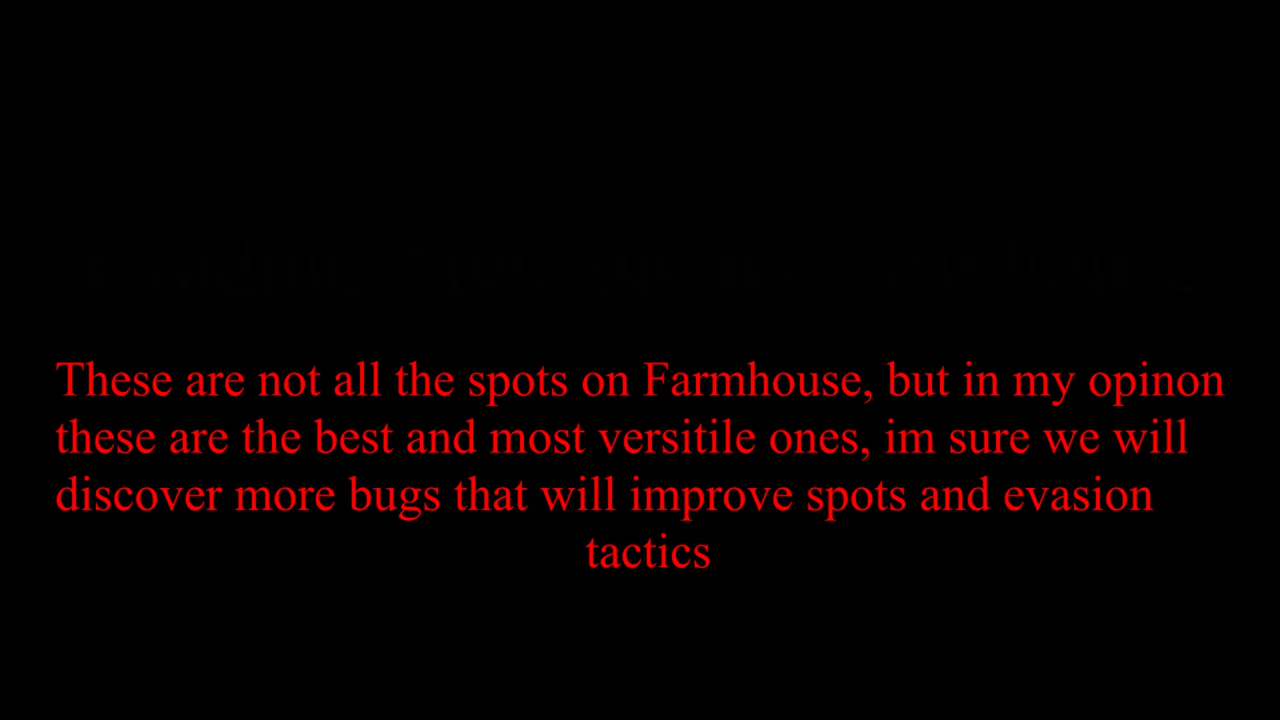 These are not all the spots on Farmhouse, but in my opinon
these are the best and most versitile ones, im sure we will
discover more bugs that will improve spots and evasion
tactics